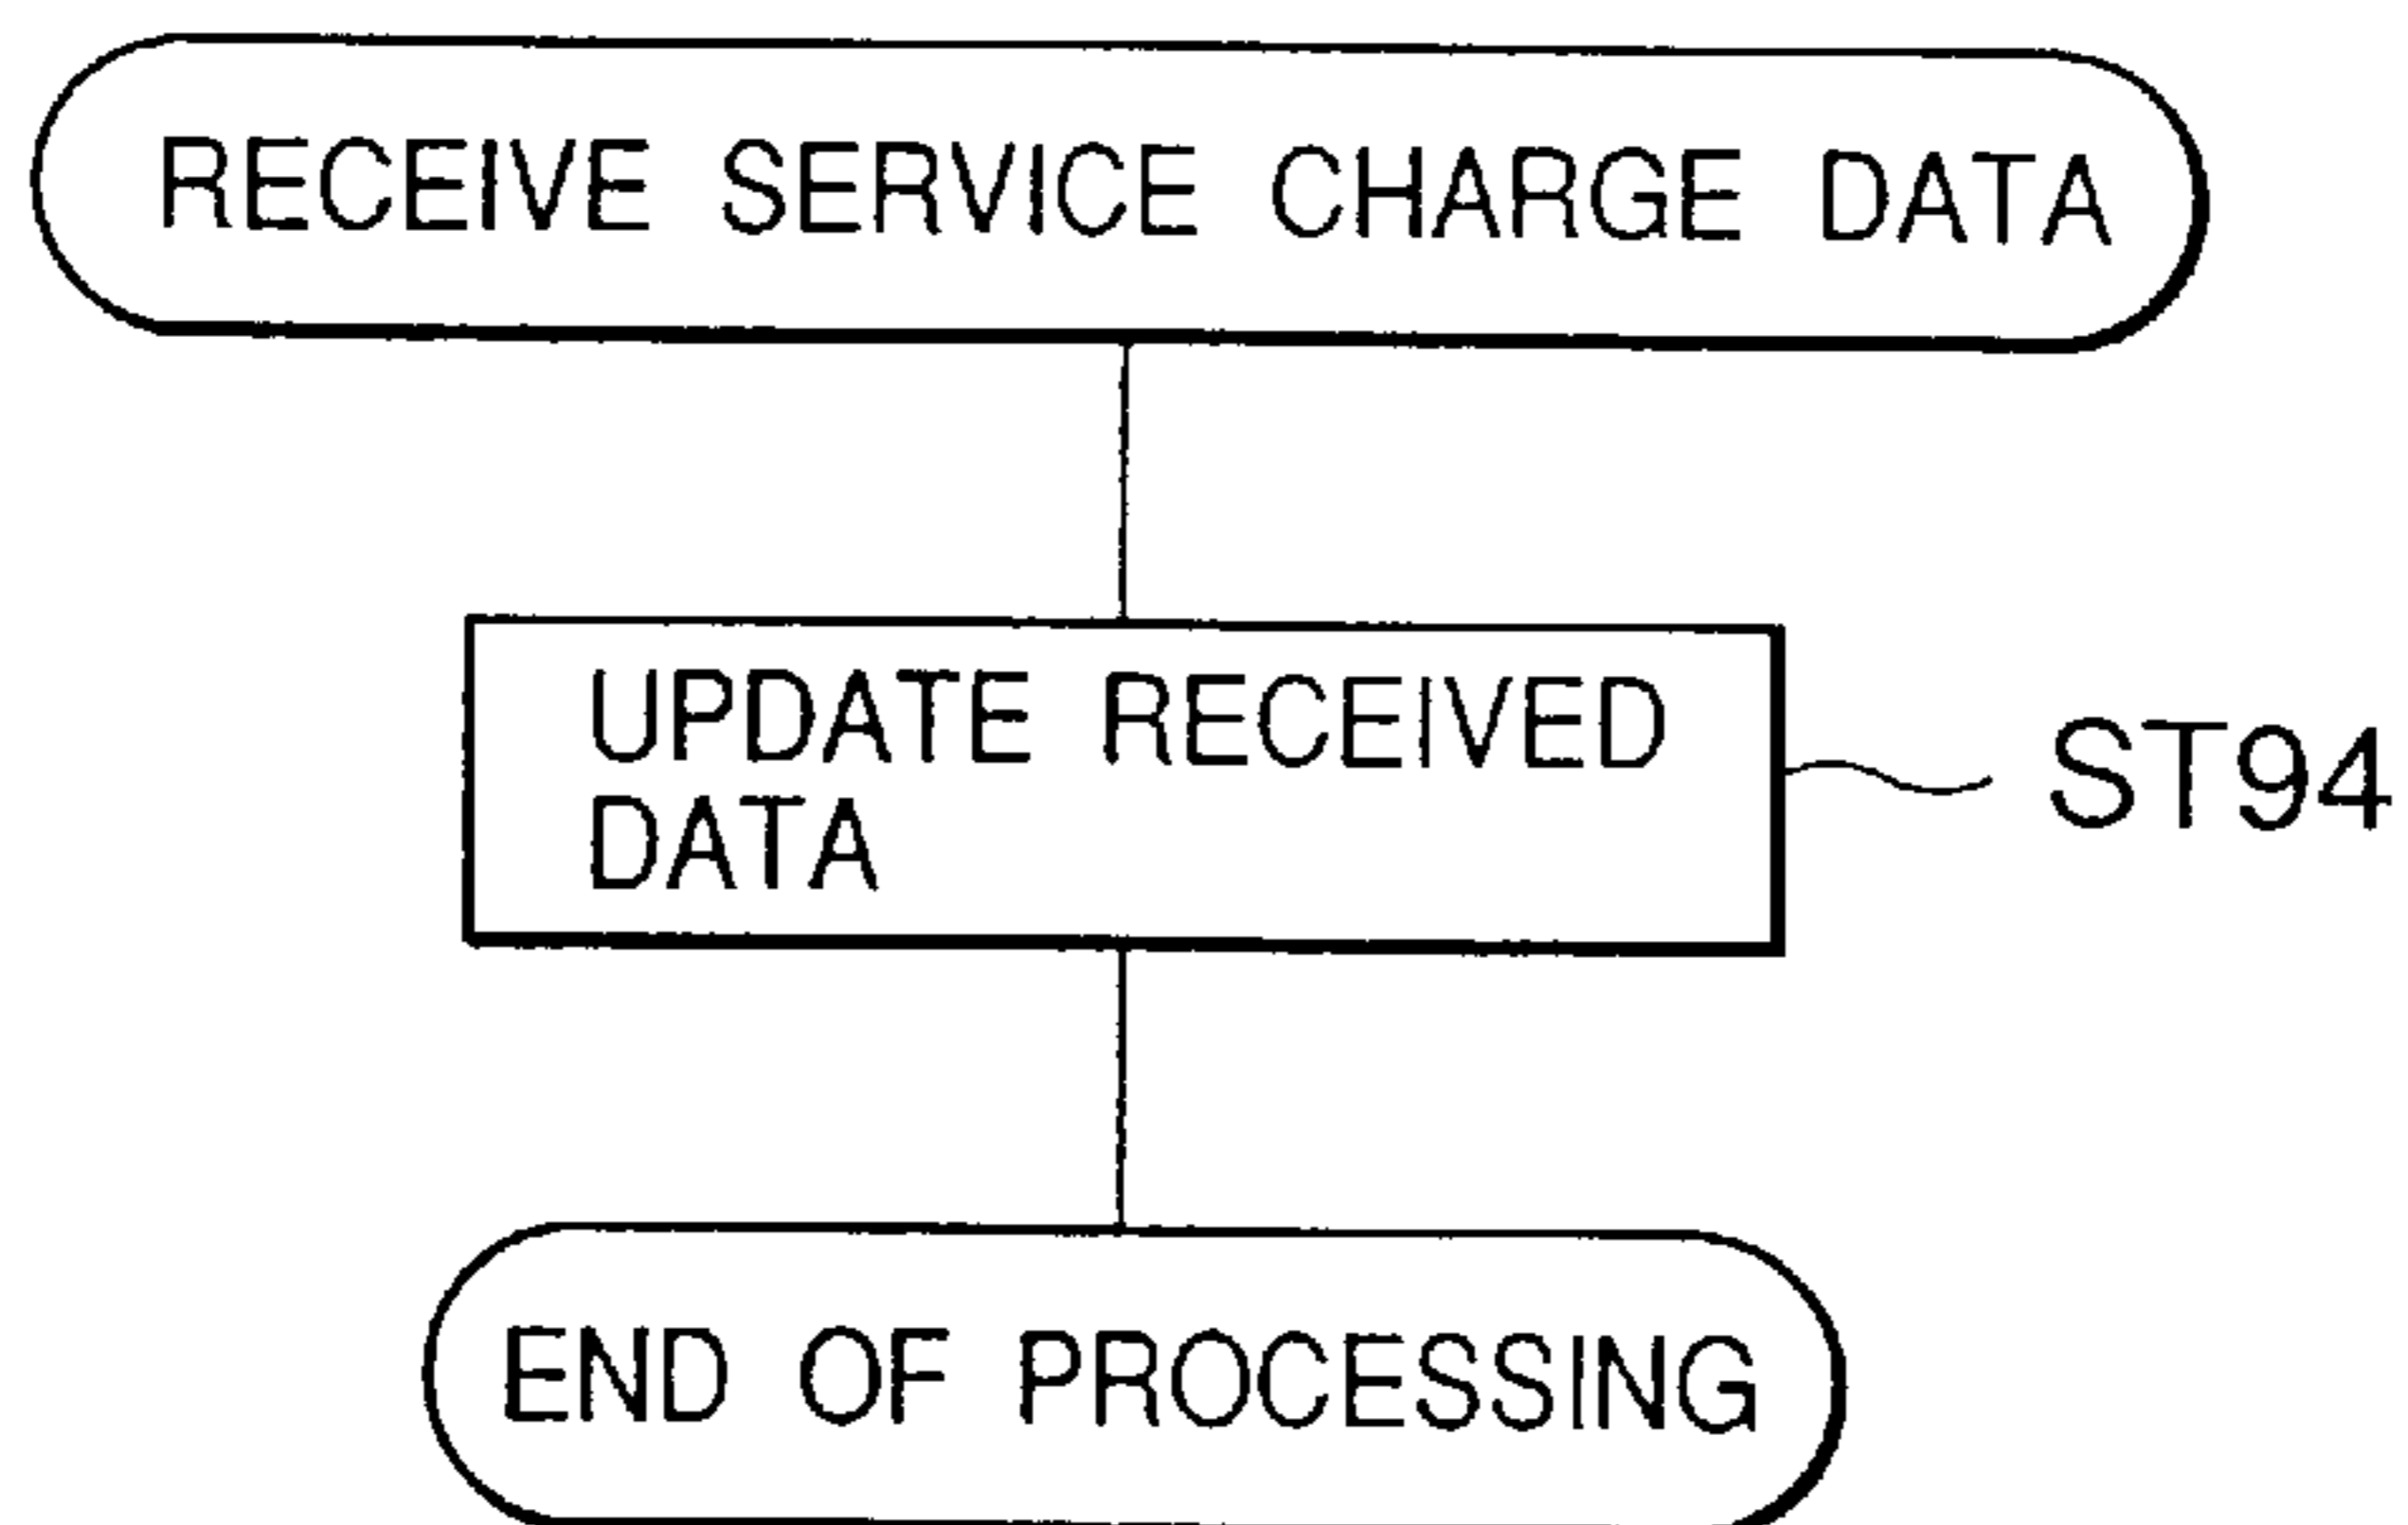 RECEIVE SERVICE CHARGE DATA
UPDATE RECEIVED
DATA
ST94
END OF PROCESSING